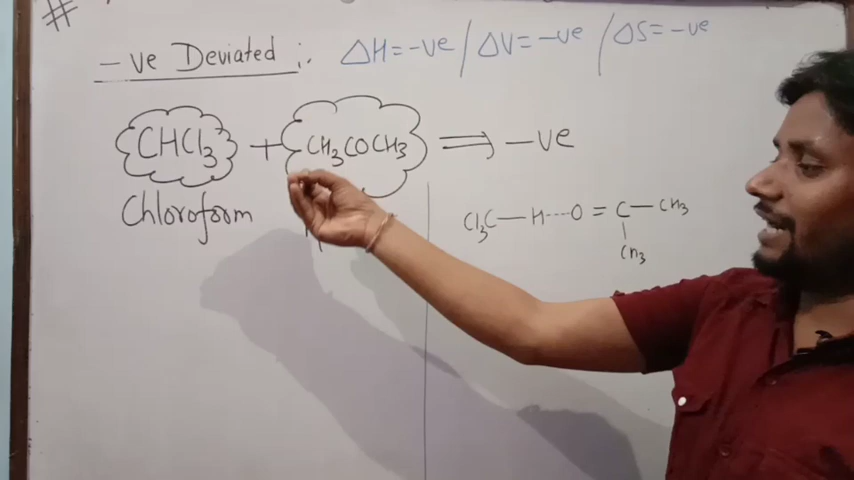 #
-ve Deviated :. ΔH=-ve / ΔV=-ve / ΔS=-ve
CHCl₃ + CH₃COCH₃ ⇒ -ve
Chloroform
Cl₃C—H---O=C—CH₃
|
CH₃